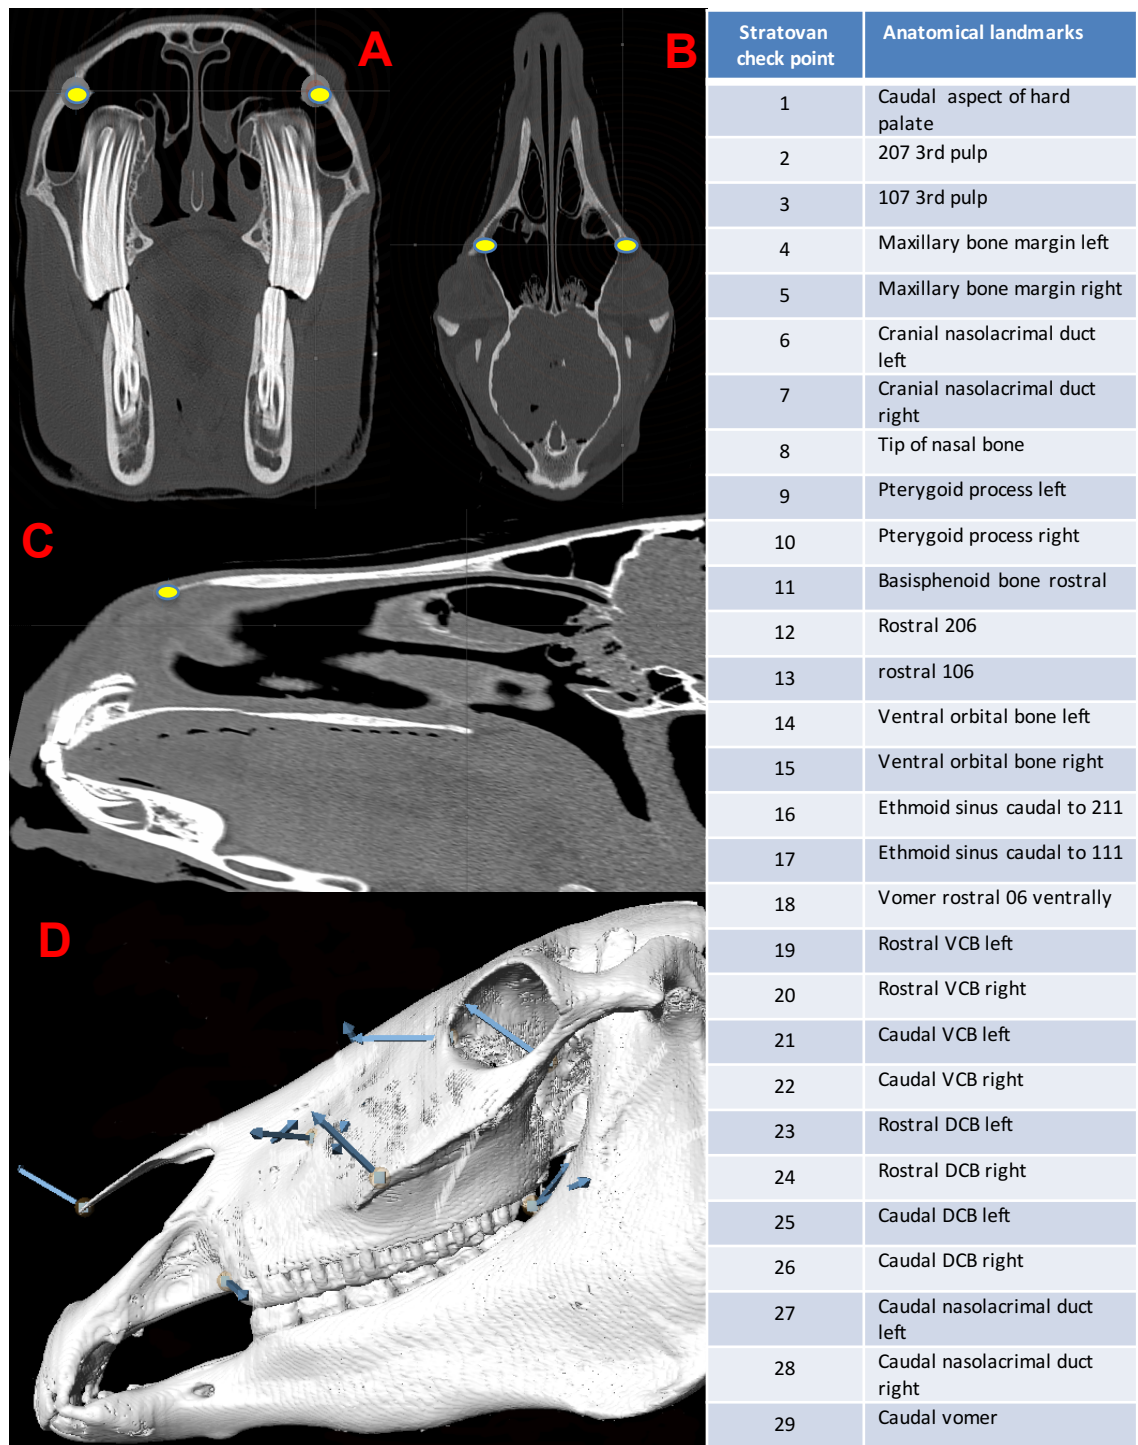 A
B
C
D
Stratovan
check point
Anatomical landmarks
1
Caudal aspect of hard
palate
2
207 3rd pulp
3
107 3rd pulp
4
Maxillary bone margin left
5
Maxillary bone margin right
6
Cranial nasolacrimal duct
left
7
Cranial nasolacrimal duct
right
8
Tip of nasal bone
9
Pterygoid process left
10
Pterygoid process right
11
Basisphenoid bone rostral
12
Rostral 206
13
rostral 106
14
Ventral orbital bone left
15
Ventral orbital bone right
16
Ethmoid sinus caudal to 211
17
Ethmoid sinus caudal to 111
18
Vomer rostral 06 ventrally
19
Rostral VCB left
20
Rostral VCB right
21
Caudal VCB left
22
Caudal VCB right
23
Rostral DCB left
24
Rostral DCB right
25
Caudal DCB left
26
Caudal DCB right
27
Caudal nasolacrimal duct
left
28
Caudal nasolacrimal duct
right
29
Caudal vomer